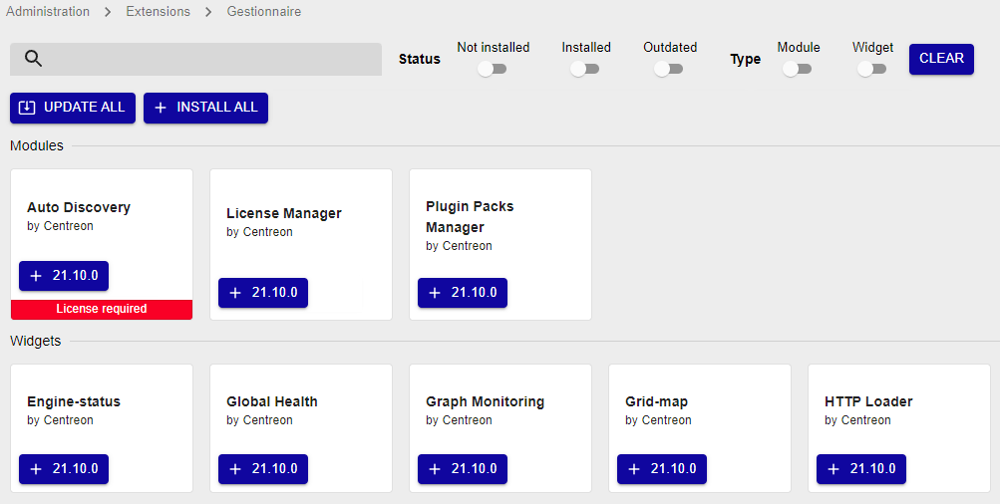 Administration > Extensions > Gestionnaire
Status Not installed Installed Outdated Type Module Widget CLEAR
UPDATE ALL + INSTALL ALL
Modules
Auto Discovery
by Centreon
+ 21.10.0
License required
License Manager
by Centreon
+ 21.10.0
Plugin Packs
Manager
by Centreon
+ 21.10.0
Widgets
Engine-status
by Centreon
+ 21.10.0
Global Health
by Centreon
+ 21.10.0
Graph Monitoring
by Centreon
+ 21.10.0
Grid-map
by Centreon
+ 21.10.0
HTTP Loader
by Centreon
+ 21.10.0